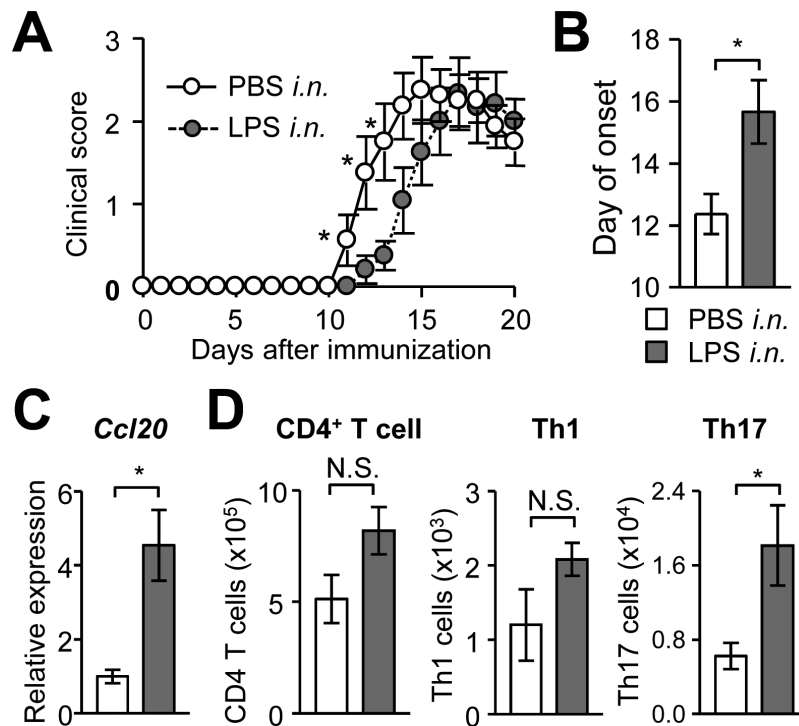 A
B
3
2
1
0
Clinical score
PBS i.n.
LPS i.n.
*
*
*
0
5
10
15
20
Days after immunization
18
16
14
12
10
Day of onset
*
PBS i.n.
LPS i.n.
C
D
Ccl20
CD4⁺ T cell
Th1
Th17
6
4
2
0
Relative expression
*
10
5
0
CD4 T cells (x10⁵)
N.S.
3
2
1
0
Th1 cells (x10³)
N.S.
2.4
1.6
0.8
0.0
Th17 cells (x10⁴)
*